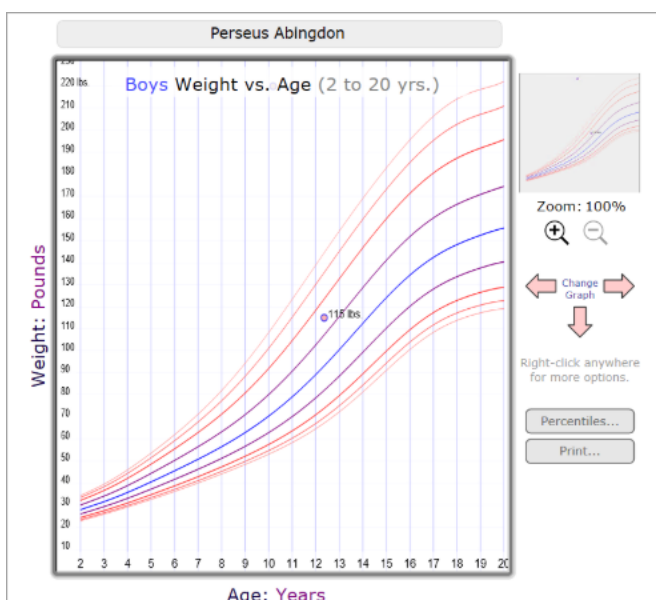 Perseus Abingdon
230
220 lbs.
Boys Weight vs. Age (2 to 20 yrs.)
210
200
190
180
170
160
150
140
130
120
110
100
90
80
70
60
50
40
30
20
10
115 lbs
2 3 4 5 6 7 8 9 10 11 12 13 14 15 16 17 18 19 20
Weight: Pounds
Age: Years
Zoom: 100%
Change
Graph
Right-click anywhere
for more options.
Percentiles...
Print...